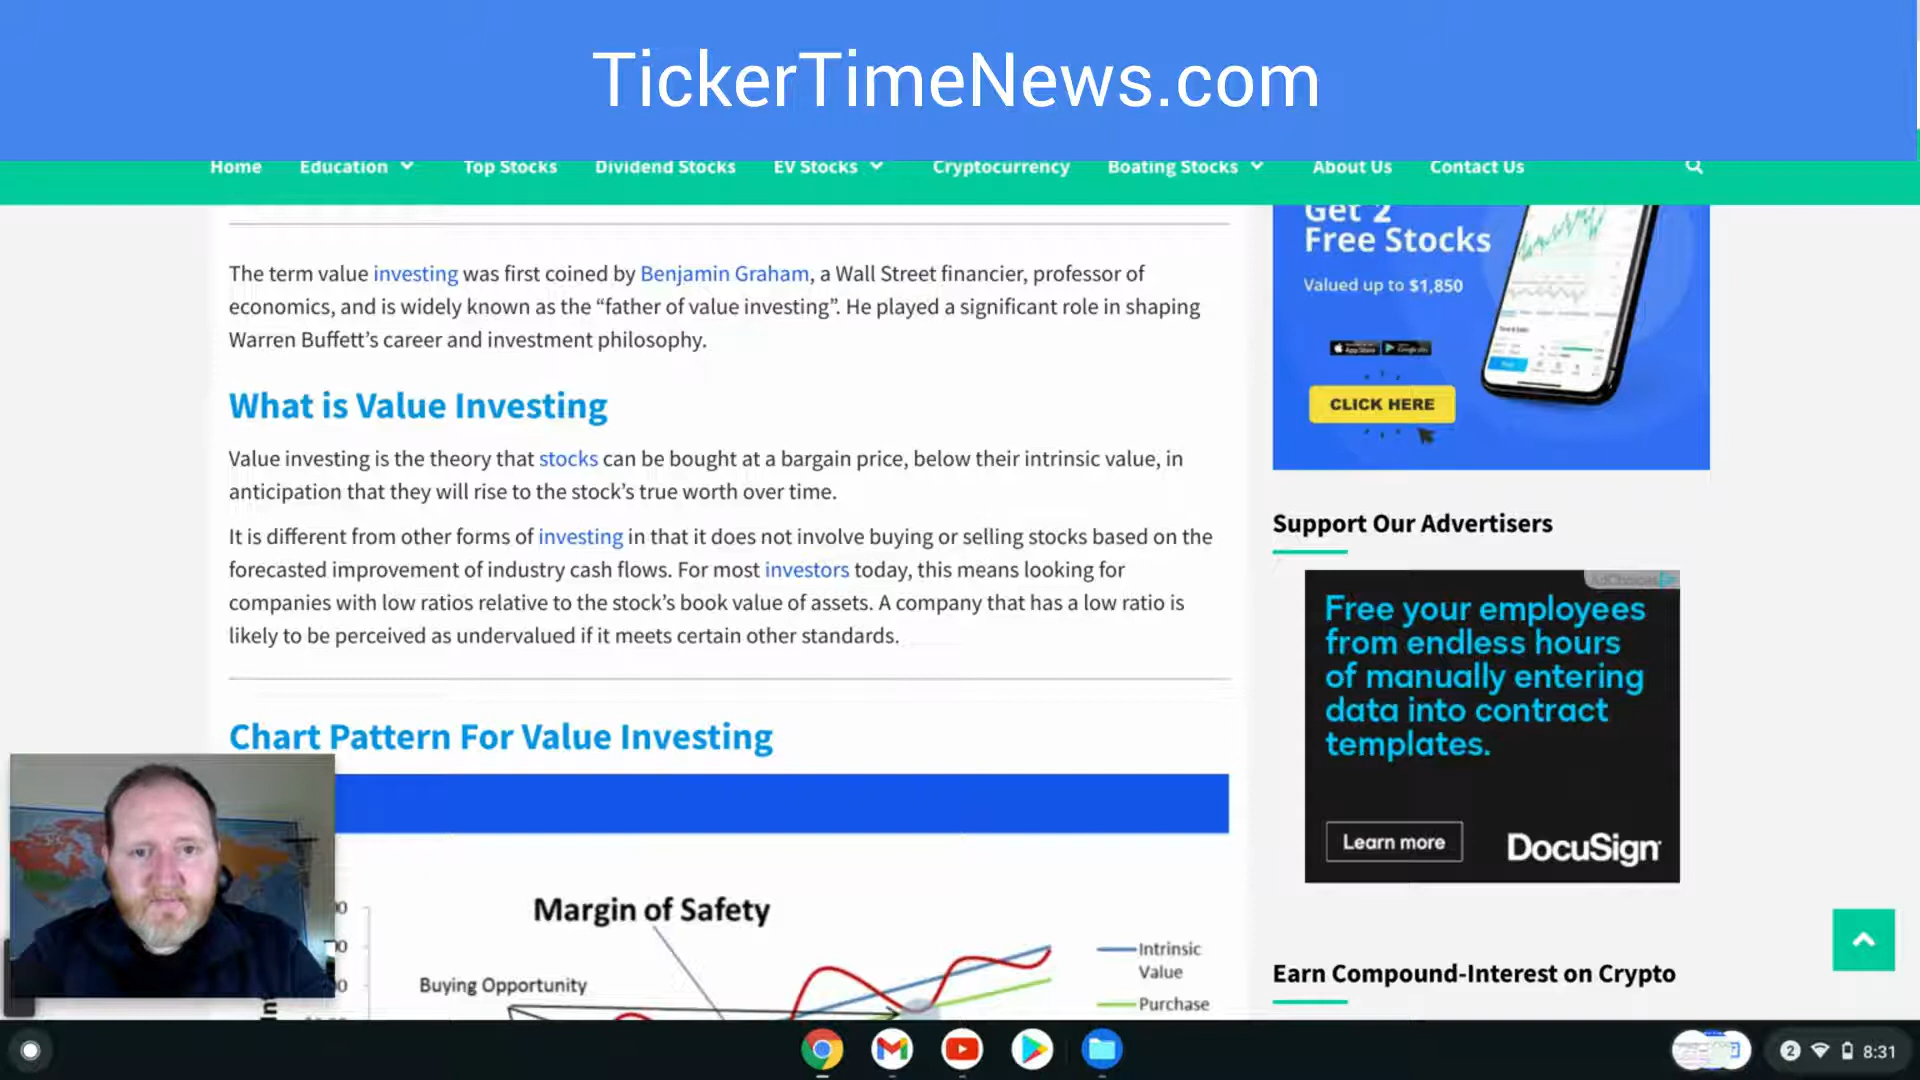 TickerTimeNews.com
Home Education Top Stocks Dividend Stocks EV Stocks Cryptocurrency Boating Stocks About Us Contact Us
The term value investing was first coined by Benjamin Graham, a Wall Street financier, professor of
economics, and is widely known as the “father of value investing”. He played a significant role in shaping
Warren Buffett’s career and investment philosophy.
What is Value Investing
Value investing is the theory that stocks can be bought at a bargain price, below their intrinsic value, in
anticipation that they will rise to the stock’s true worth over time.
It is different from other forms of investing in that it does not involve buying or selling stocks based on the
forecasted improvement of industry cash flows. For most investors today, this means looking for
companies with low ratios relative to the stock’s book value of assets. A company that has a low ratio is
likely to be perceived as undervalued if it meets certain other standards.
Chart Pattern For Value Investing
Margin of Safety
Buying Opportunity
Intrinsic
Value
Purchase
Get 2
Free Stocks
Valued up to $1,850
App Store
CLICK HERE
Support Our Advertisers
AdChoices
Free your employees
from endless hours
of manually entering
data into contract
templates.
Learn more
DocuSign
Earn Compound-Interest on Crypto
2 8:31